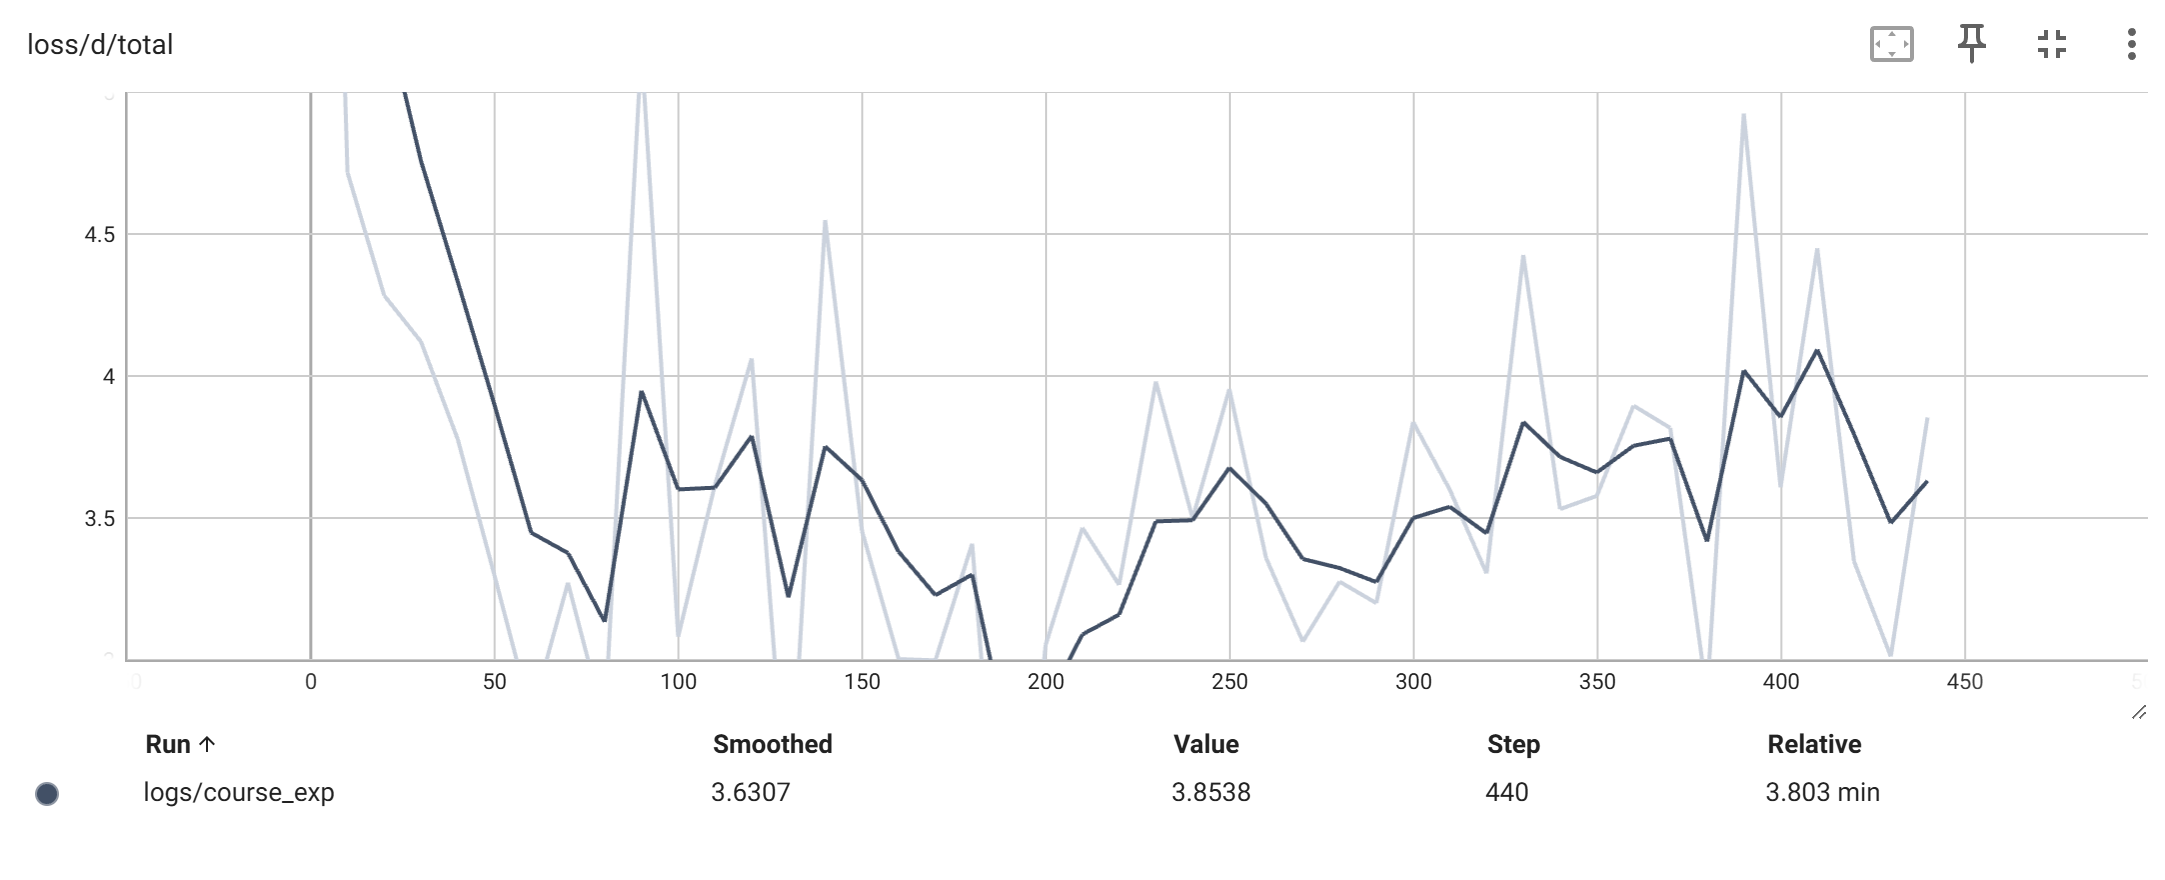 loss/d/total
4.5
4
3.5
0 50 100 150 200 250 300 350 400 450
Run Smoothed Value Step Relative
logs/course_exp 3.6307 3.8538 440 3.803 min